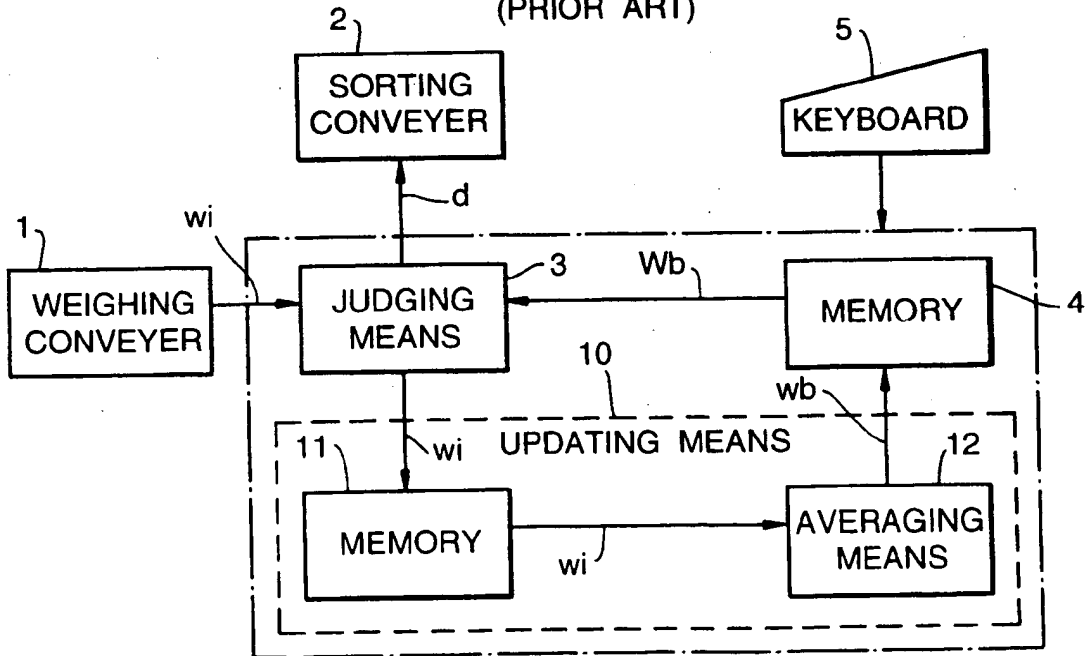 (PRIOR ART)
2
5
SORTING
CONVEYER
KEYBOARD
d
1
wi
3
Wb
WEIGHING
CONVEYER
JUDGING
MEANS
MEMORY
4
10
wb
wi
UPDATING MEANS
11
12
MEMORY
wi
AVERAGING
MEANS